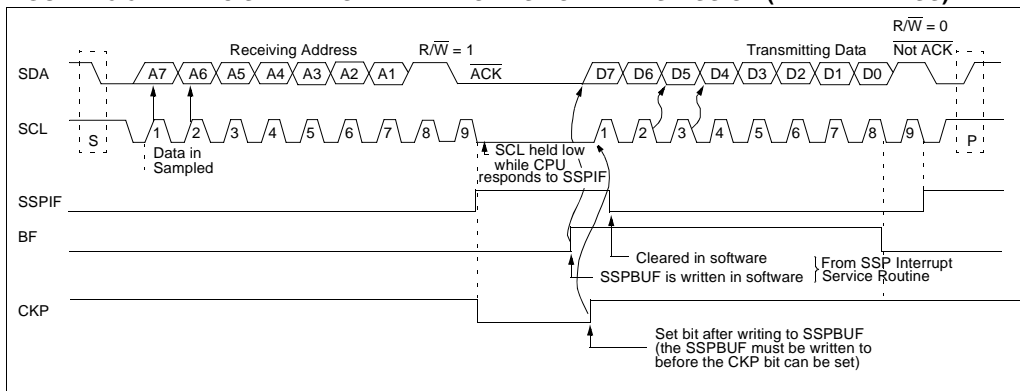 Receiving Address
R/W = 1
Transmitting Data
R/W = 0
Not ACK
SDA
A7 A6 A5 A4 A3 A2 A1
ACK
D7 D6 D5 D4 D3 D2 D1 D0
SCL
S
1 2 3 4 5 6 7 8 9
1 2 3 4 5 6 7 8 9
P
Data in
Sampled
SCL held low
while CPU
responds to SSPIF
SSPIF
BF
Cleared in software
SSPBUF is written in software
From SSP Interrupt
Service Routine
CKP
Set bit after writing to SSPBUF
(the SSPBUF must be written to
before the CKP bit can be set)